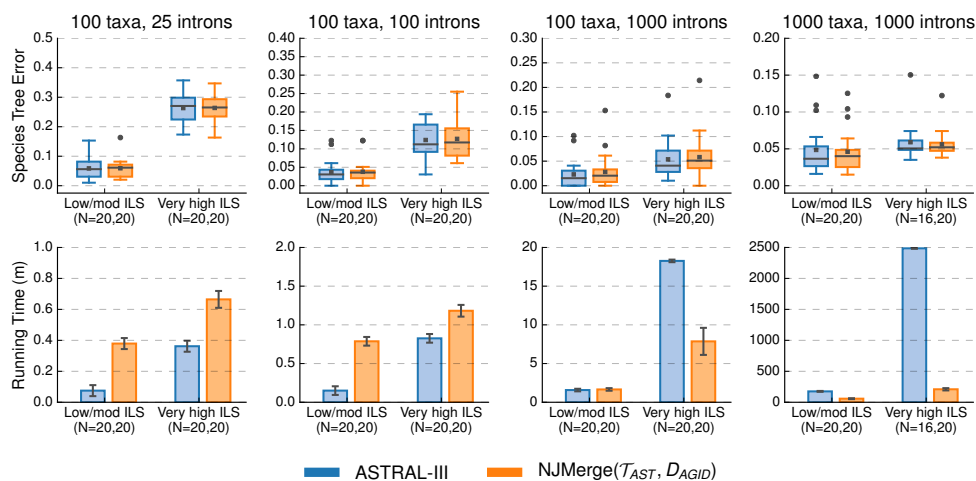 100 taxa, 25 introns
100 taxa, 100 introns
100 taxa, 1000 introns
1000 taxa, 1000 introns
Species Tree Error
0.5
0.4
0.3
0.2
0.1
0.0
Low/mod ILS
(N=20,20)
Very high ILS
(N=20,20)
0.40
0.35
0.30
0.25
0.20
0.15
0.10
0.05
0.00
Low/mod ILS
(N=20,20)
Very high ILS
(N=20,20)
0.30
0.25
0.20
0.15
0.10
0.05
0.00
Low/mod ILS
(N=20,20)
Very high ILS
(N=20,20)
0.20
0.15
0.10
0.05
0.00
Low/mod ILS
(N=20,20)
Very high ILS
(N=16,20)
Running Time (m)
1.0
0.8
0.6
0.4
0.2
0.0
Low/mod ILS
(N=20,20)
Very high ILS
(N=20,20)
2.0
1.5
1.0
0.5
0.0
Low/mod ILS
(N=20,20)
Very high ILS
(N=20,20)
20
15
10
5
0
Low/mod ILS
(N=20,20)
Very high ILS
(N=20,20)
2500
2000
1500
1000
500
0
Low/mod ILS
(N=20,20)
Very high ILS
(N=16,20)
ASTRAL-III
NJMerge(𝒯_AST, D_AGID)